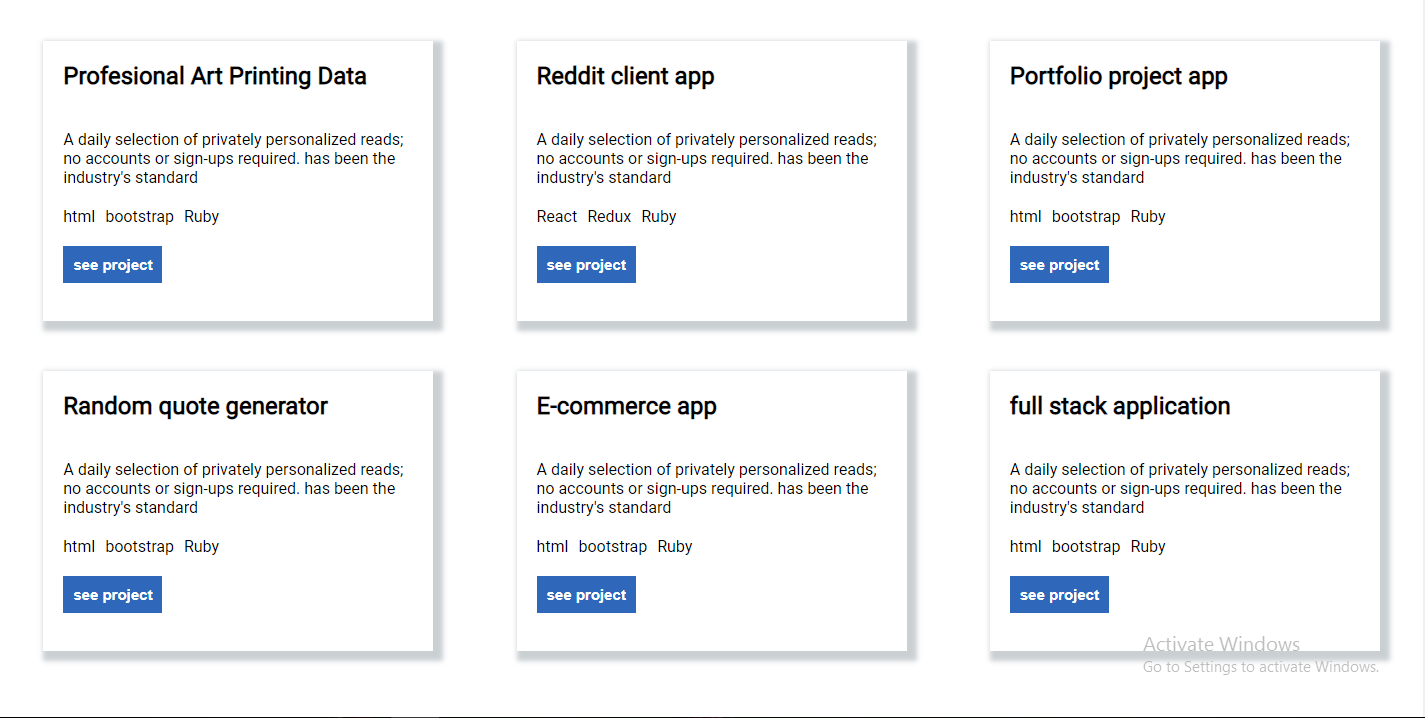 Profesional Art Printing Data
A daily selection of privately personalized reads;
no accounts or sign-ups required. has been the
industry's standard
html bootstrap Ruby
see project
Reddit client app
A daily selection of privately personalized reads;
no accounts or sign-ups required. has been the
industry's standard
React Redux Ruby
see project
Portfolio project app
A daily selection of privately personalized reads;
no accounts or sign-ups required. has been the
industry's standard
html bootstrap Ruby
see project
Random quote generator
A daily selection of privately personalized reads;
no accounts or sign-ups required. has been the
industry's standard
html bootstrap Ruby
see project
E-commerce app
A daily selection of privately personalized reads;
no accounts or sign-ups required. has been the
industry's standard
html bootstrap Ruby
see project
full stack application
A daily selection of privately personalized reads;
no accounts or sign-ups required. has been the
industry's standard
html bootstrap Ruby
see project
Activate Windows
Go to Settings to activate Windows.